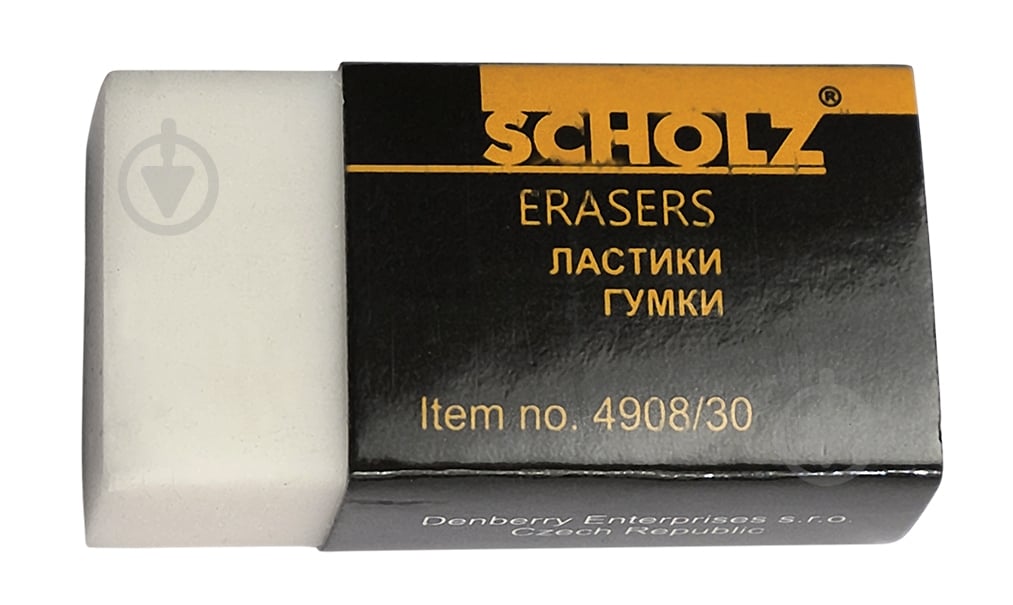 SCHOLZ®
ERASERS
ЛАСТИКИ
ГУМКИ
Item no. 4908/30
Denberry Enterprises s.r.o.
Czech Republic